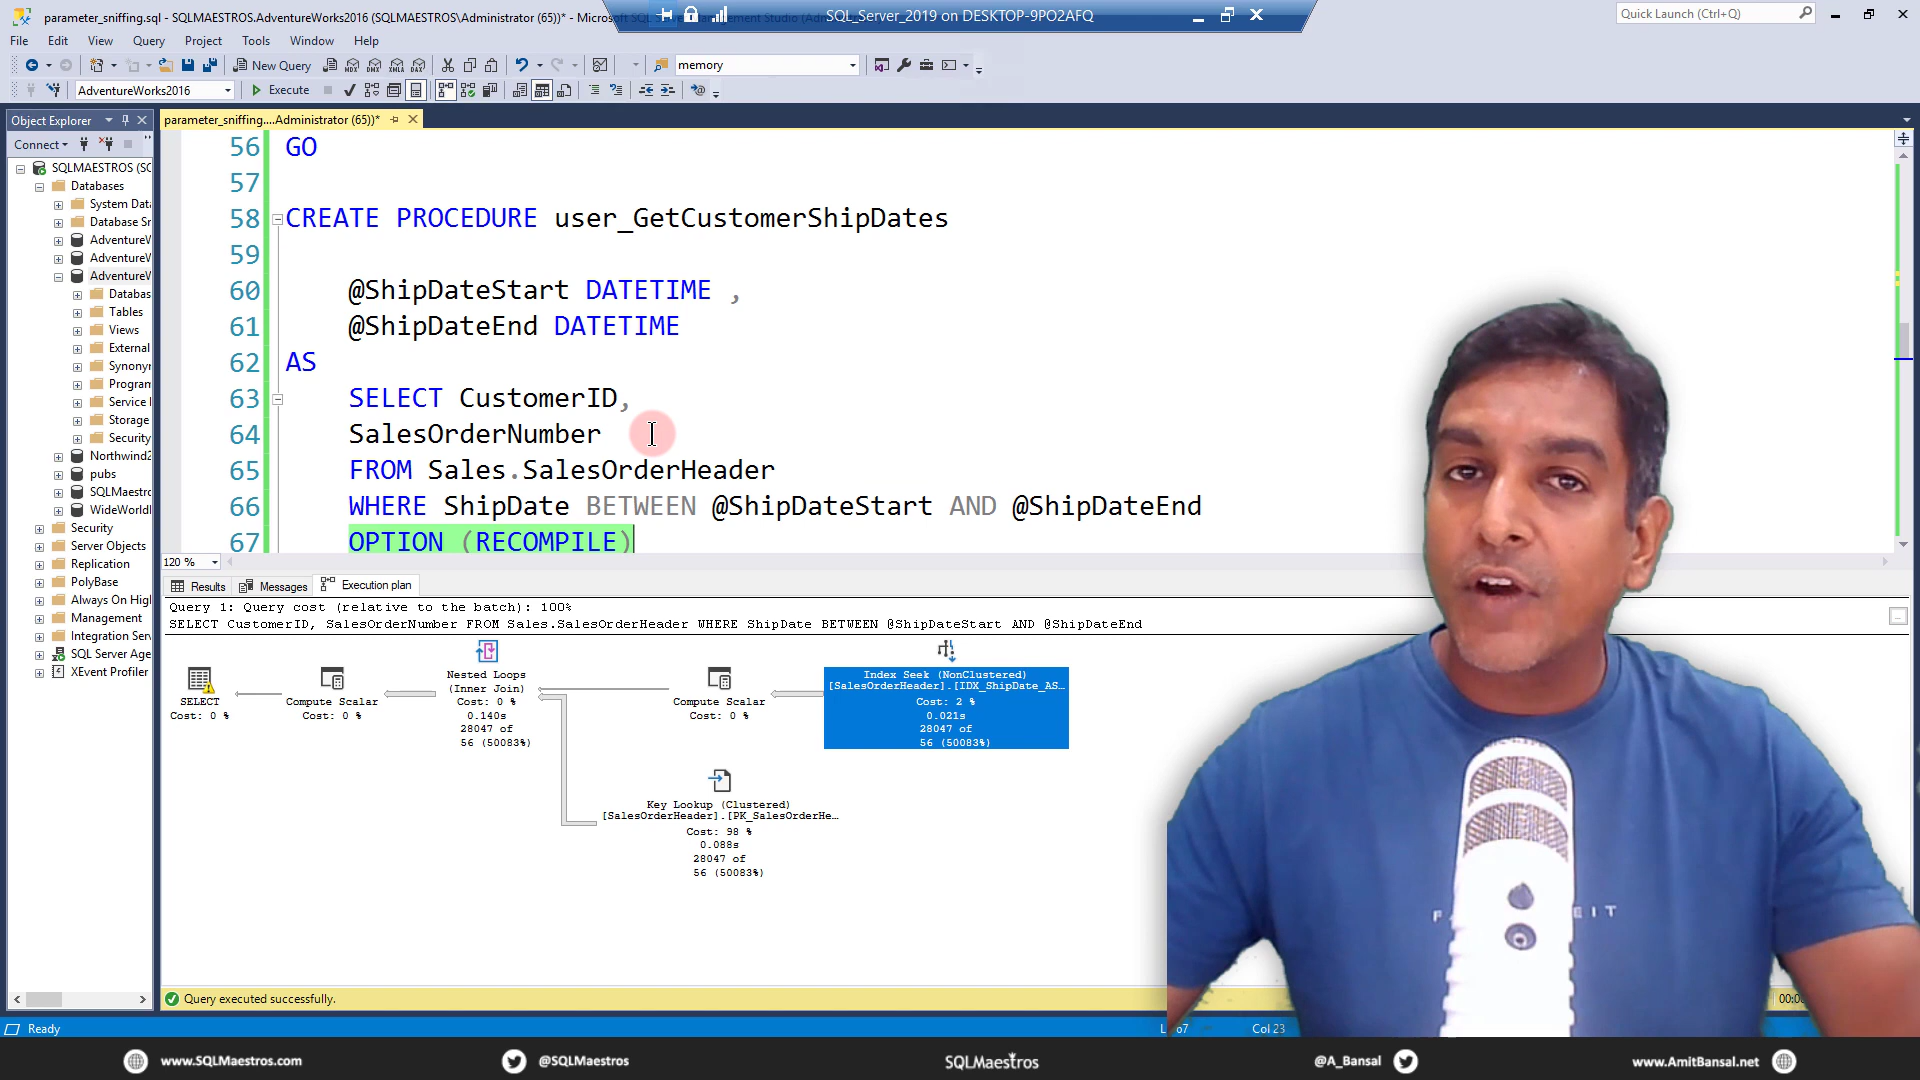 parameter_sniffing.sql - SQLMAESTROS.AdventureWorks2016 (SQLMAESTROS\Administrator (65))* - Micros
SQL_Server_2019 on DESKTOP-9PO2AFQ
Quick Launch (Ctrl+Q)
File Edit View Query Project Tools Window Help
New Query
memory
AdventureWorks2016
Execute
Object Explorer
parameter_sniffing....Administrator (65))*
Connect
SQLMAESTROS (SC
Databases
System Data
Database Sn
AdventureW
AdventureW
AdventureW
Databas
Tables
Views
External
Synonyr
Program
Service
Storage
Security
Northwind2
pubs
SQLMaestro
WideWorldI
Security
Server Objects
Replication
PolyBase
Always On High
Management
Integration Serv
SQL Server Age
XEvent Profiler
56 GO
57
58 CREATE PROCEDURE user_GetCustomerShipDates
59
60 @ShipDateStart DATETIME ,
61 @ShipDateEnd DATETIME
62 AS
63 SELECT CustomerID,
64 SalesOrderNumber
65 FROM Sales.SalesOrderHeader
66 WHERE ShipDate BETWEEN @ShipDateStart AND @ShipDateEnd
67 OPTION (RECOMPILE)
120 %
Results Messages Execution plan
Query 1: Query cost (relative to the batch): 100%
SELECT CustomerID, SalesOrderNumber FROM Sales.SalesOrderHeader WHERE ShipDate BETWEEN @ShipDateStart AND @ShipDateEnd
SELECT
Cost: 0 %
Compute Scalar
Cost: 0 %
Nested Loops
(Inner Join)
Cost: 0 %
0.140s
28047 of
56 (50083%)
Compute Scalar
Cost: 0 %
Index Seek (NonClustered)
[SalesOrderHeader].[IDX_ShipDate_AS...
Cost: 2 %
0.021s
28047 of
56 (50083%)
Key Lookup (Clustered)
[SalesOrderHeader].[PK_SalesOrderHe...
Cost: 98 %
0.088s
28047 of
56 (50083%)
Query executed successfully.
Ready
Col 23
www.SQLMaestros.com
@SQLMaestros
SQLMaestros
@A_Bansal
www.AmitBansal.net